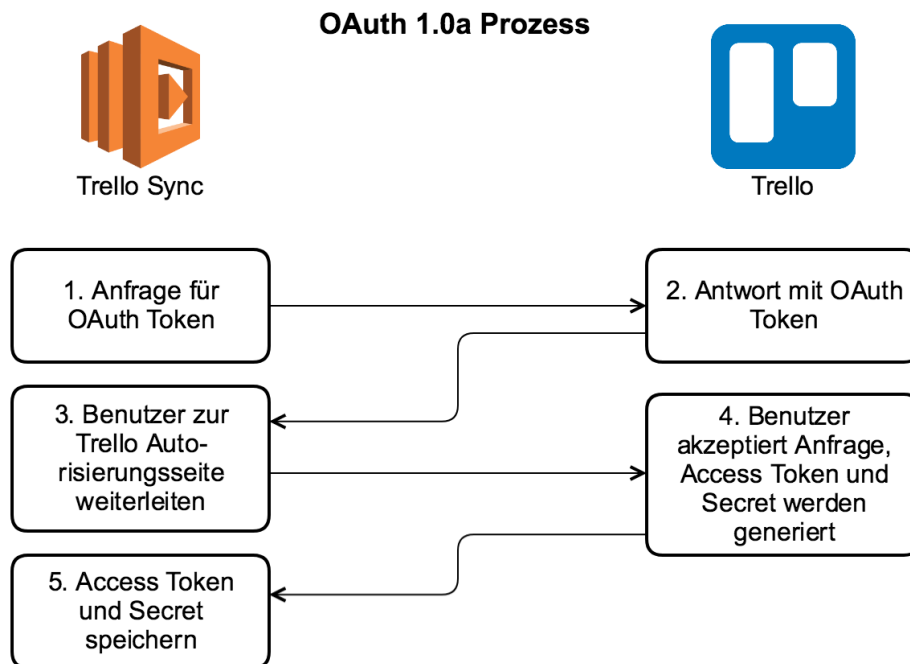 OAuth 1.0a Prozess
Trello Sync
Trello
1. Anfrage für
OAuth Token
2. Antwort mit OAuth
Token
3. Benutzer zur
Trello Auto-
risierungsseite
weiterleiten
4. Benutzer
akzeptiert Anfrage,
Access Token und
Secret werden
generiert
5. Access Token
und Secret
speichern